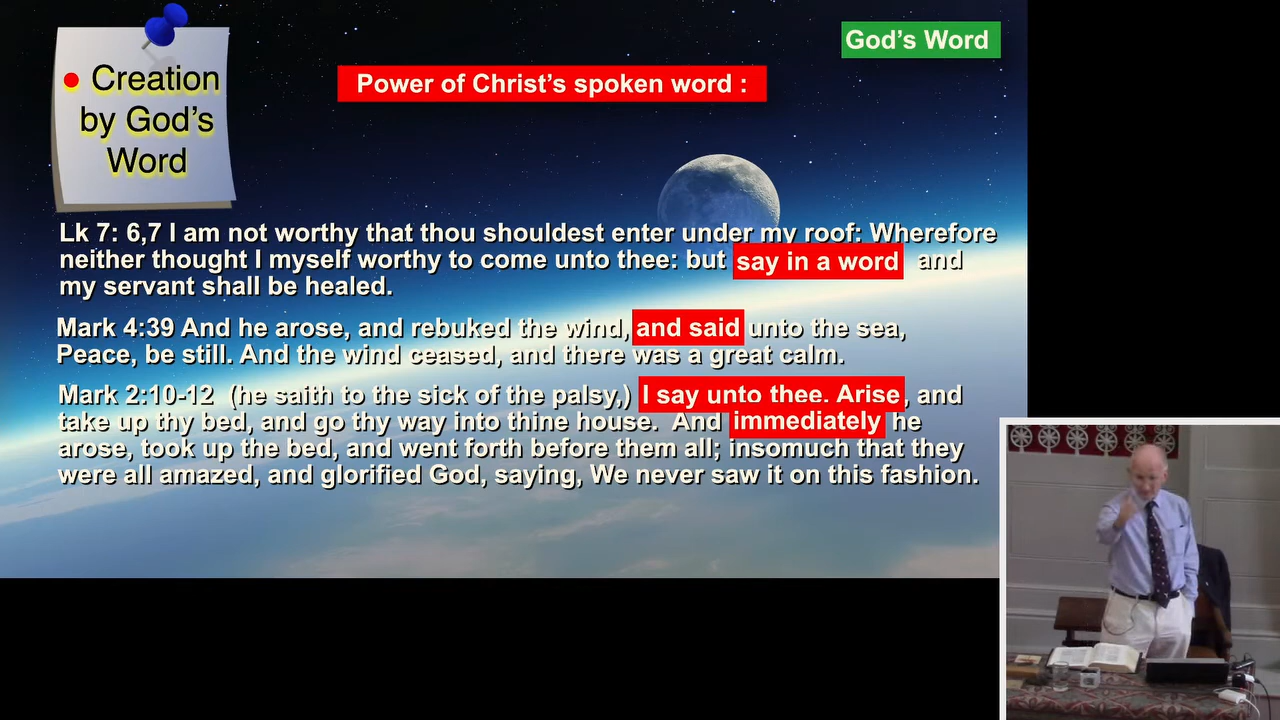 God's Word
• Creation
by God's
Word
Power of Christ's spoken word :
Lk 7: 6,7 I am not worthy that thou shouldest enter under my roof: Wherefore
neither thought I myself worthy to come unto thee: but say in a word and
my servant shall be healed.
Mark 4:39 And he arose, and rebuked the wind, and said unto the sea,
Peace, be still. And the wind ceased, and there was a great calm.
Mark 2:10-12 (he saith to the sick of the palsy,) I say unto thee. Arise, and
take up thy bed, and go thy way into thine house. And immediately he
arose, took up the bed, and went forth before them all; insomuch that they
were all amazed, and glorified God, saying, We never saw it on this fashion.